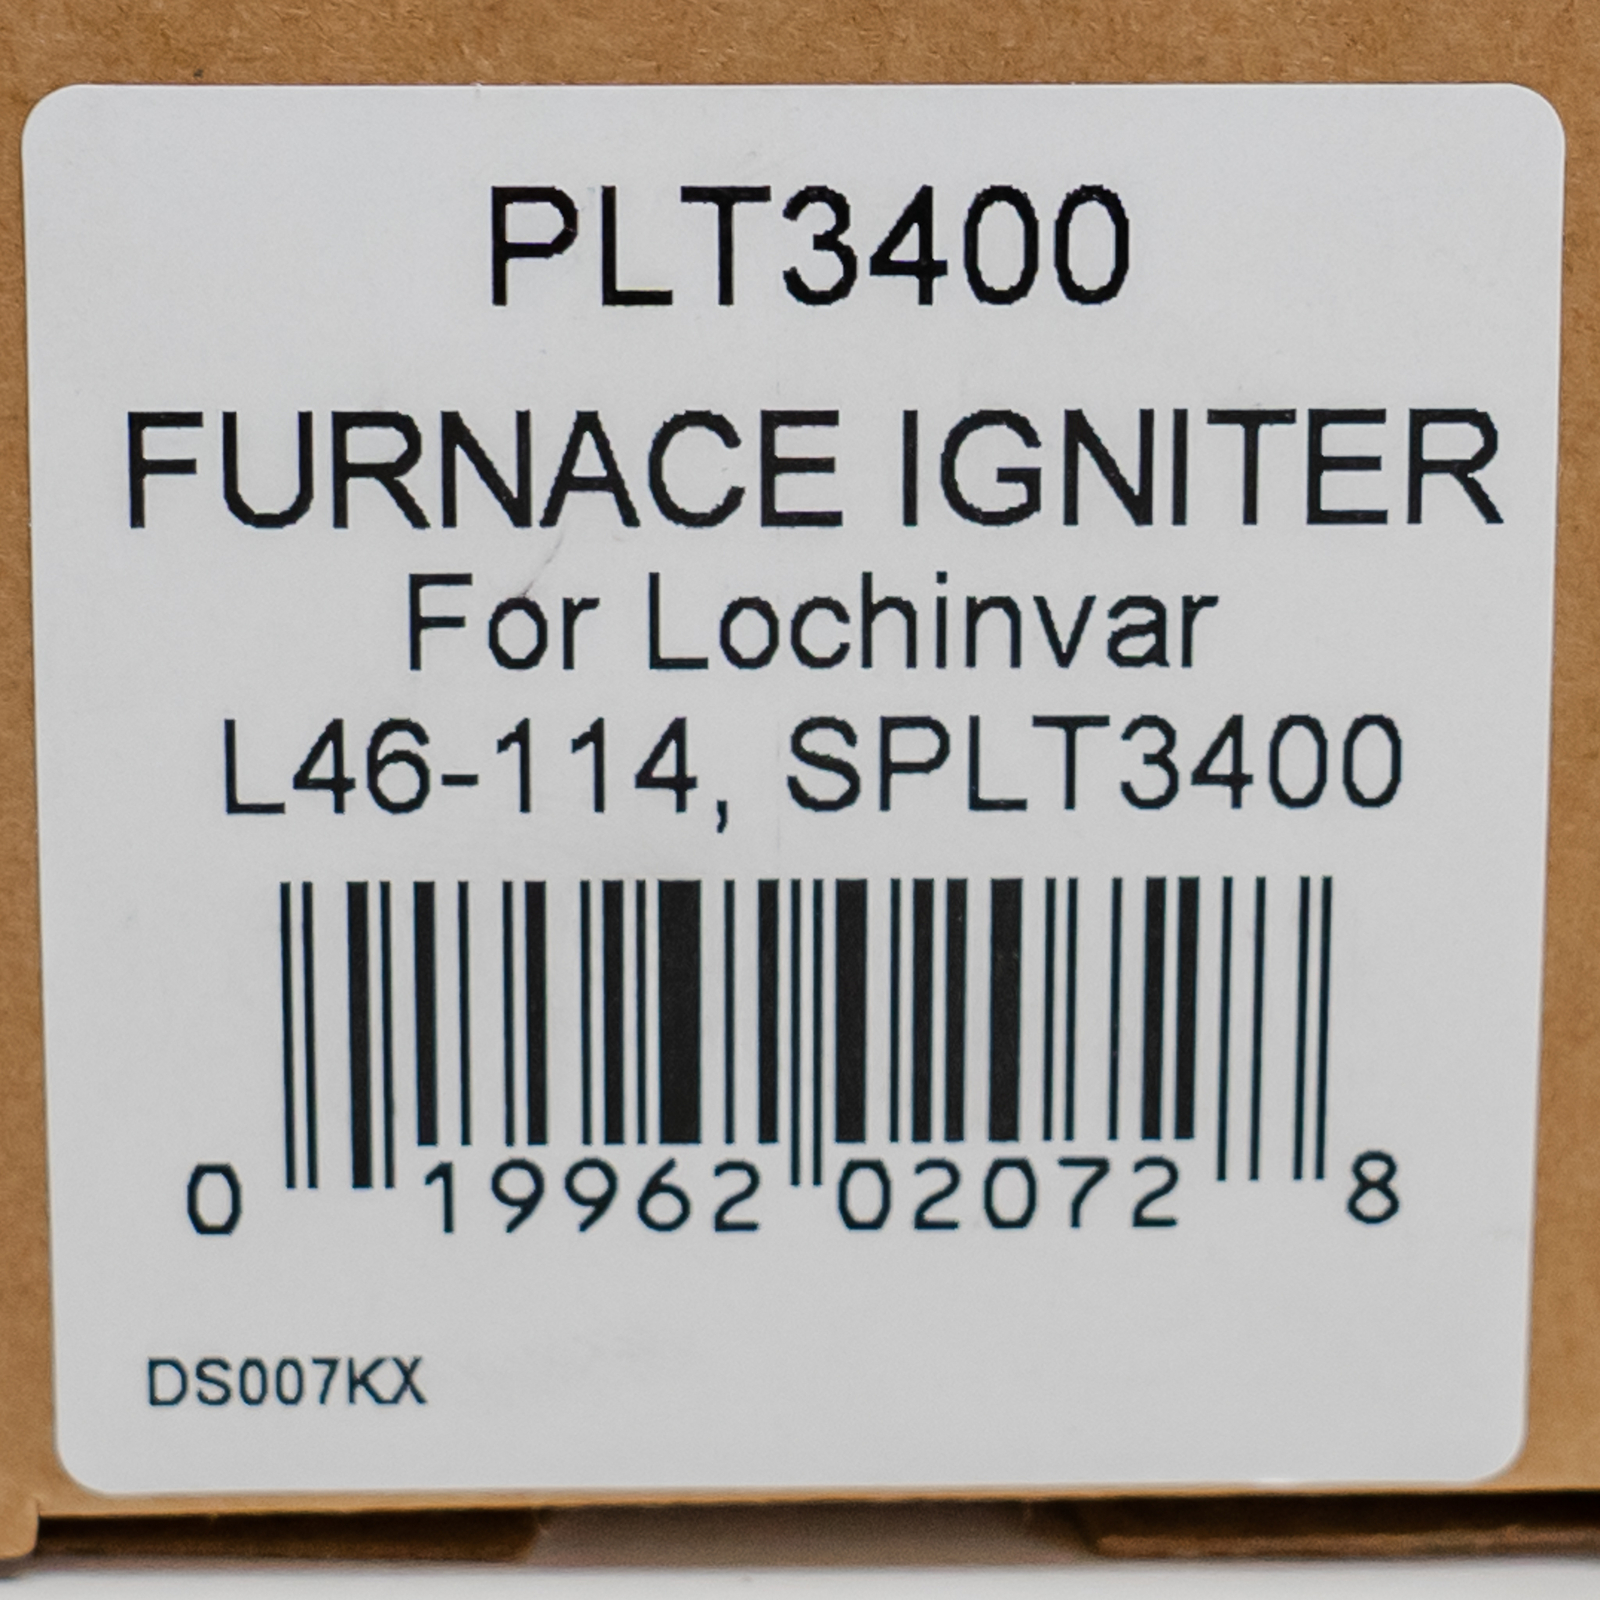 PLT3400
FURNACE IGNITER
For Lochinvar
L46-114, SPLT3400
0 19962 02072 8
DS007KX